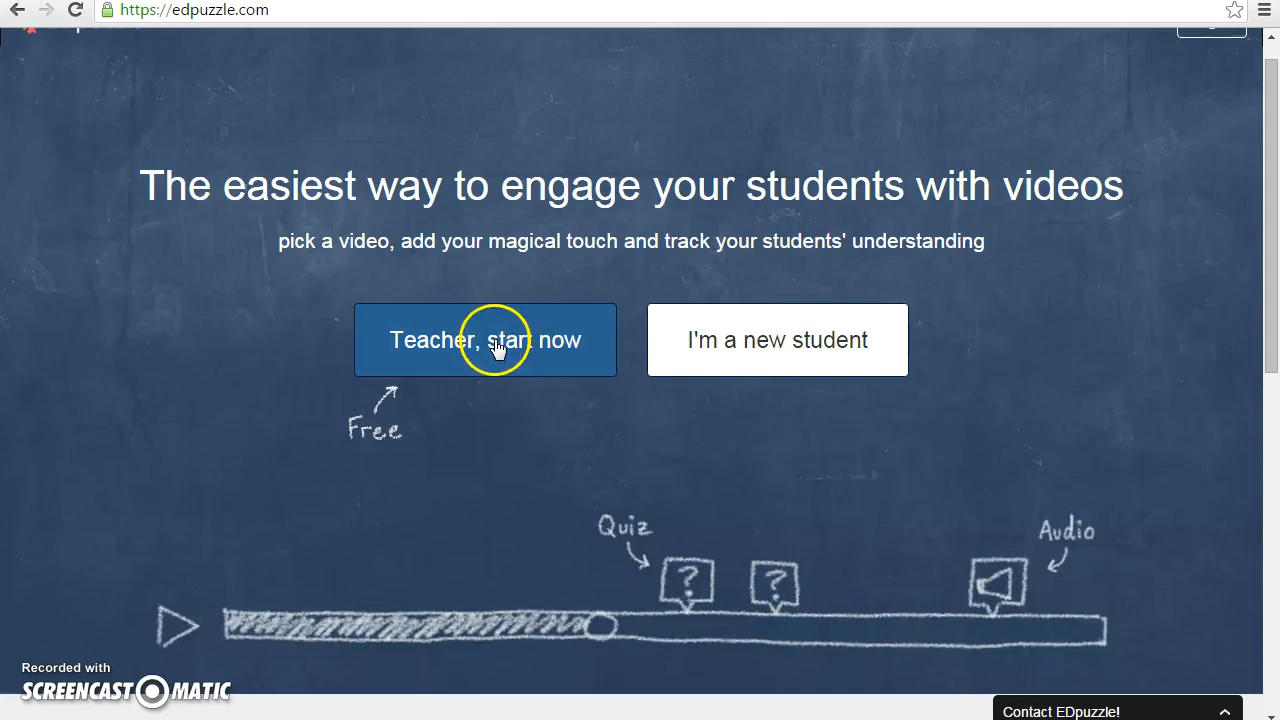 https://edpuzzle.com
The easiest way to engage your students with videos
pick a video, add your magical touch and track your students' understanding
Teacher, start now
I'm a new student
Free
Quiz
Audio
?
?
Recorded with
SCREENCAST MATIC
Contact EDpuzzle!